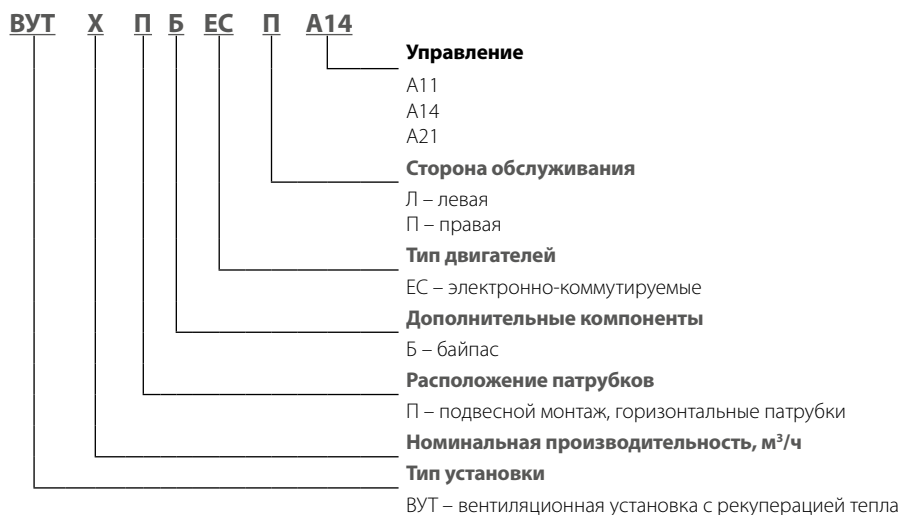 ВУТ Х П Б ЕС П А14
Управление
А11
А14
А21
Сторона обслуживания
Л – левая
П – правая
Тип двигателей
ЕС – электронно-коммутируемые
Дополнительные компоненты
Б – байпас
Расположение патрубков
П – подвесной монтаж, горизонтальные патрубки
Номинальная производительность, м³/ч
Тип установки
ВУТ – вентиляционная установка с рекуперацией тепла